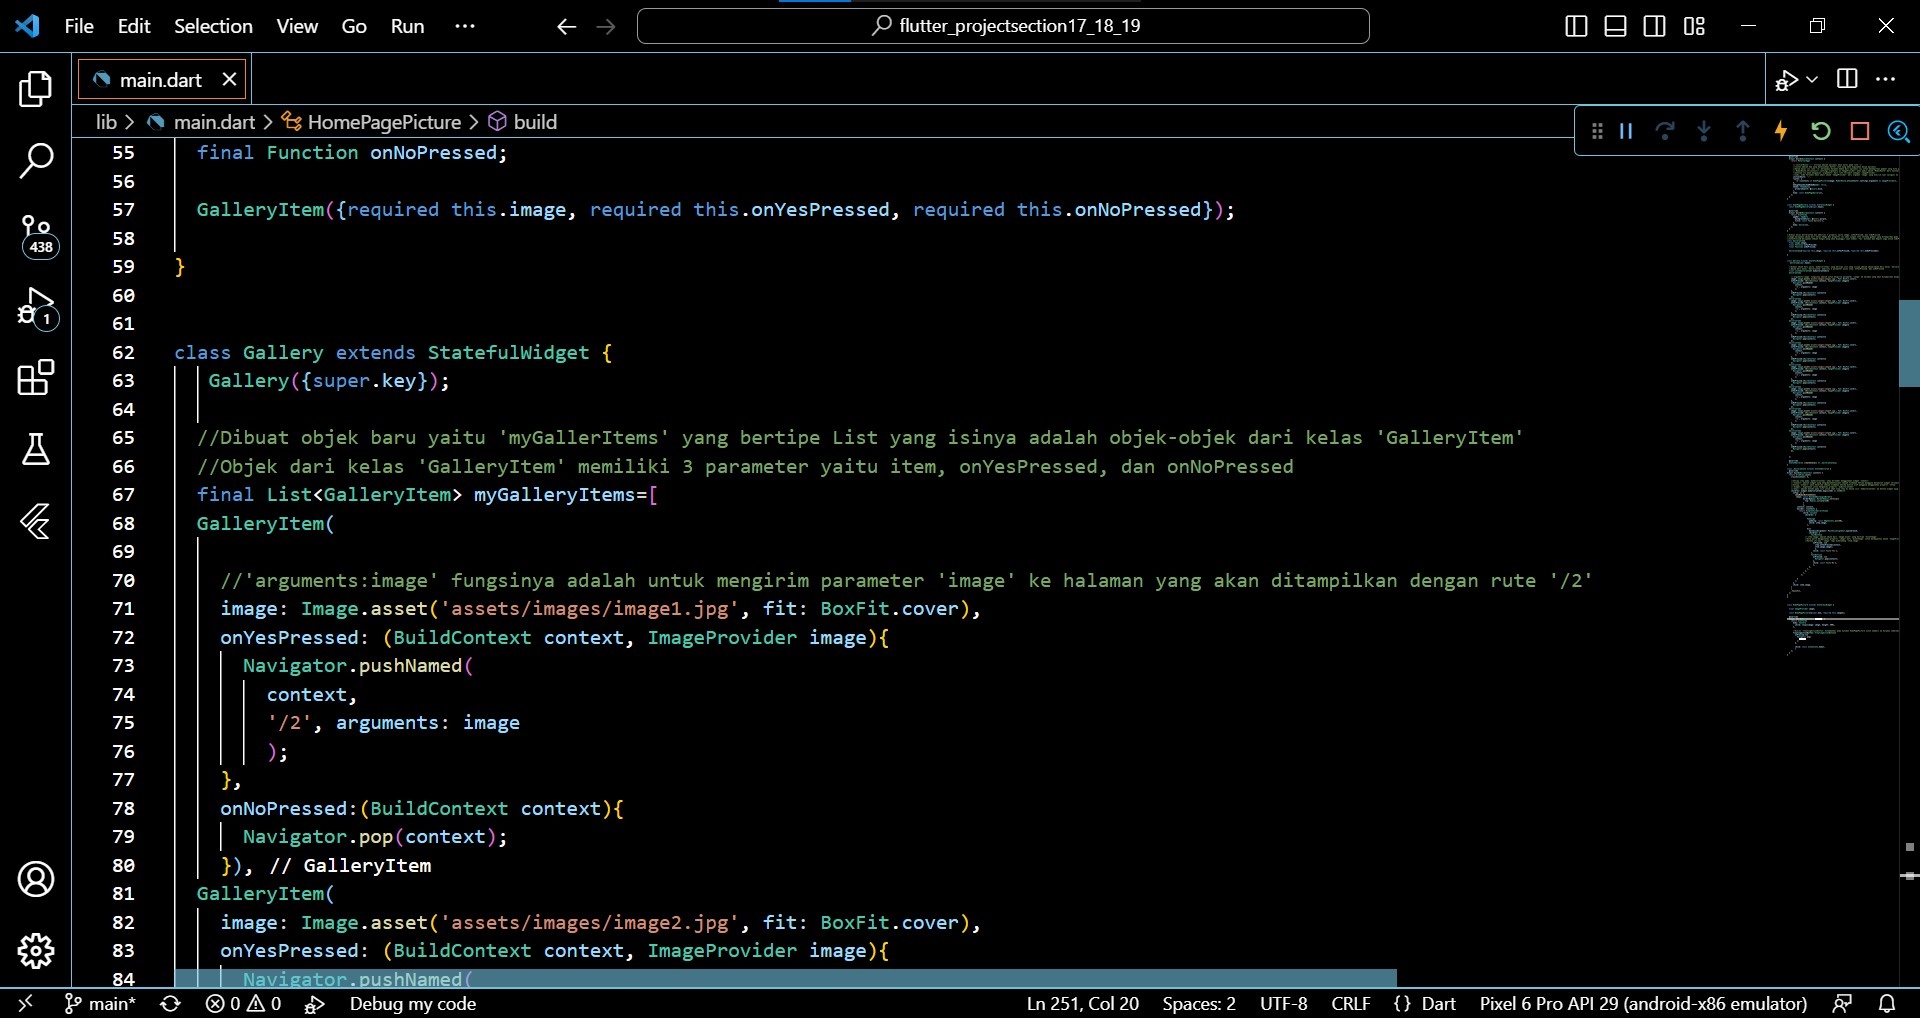 File Edit Selection View Go Run ··· flutter_projectsection17_18_19
main.dart
lib > main.dart > HomePagePicture > build
55 final Function onNoPressed;
56
57 GalleryItem({required this.image, required this.onYesPressed, required this.onNoPressed});
58
59 }
60
61
62 class Gallery extends StatefulWidget {
63 Gallery({super.key});
64
65 //Dibuat objek baru yaitu 'myGallerItems' yang bertipe List yang isinya adalah objek-objek dari kelas 'GalleryItem'
66 //Objek dari kelas 'GalleryItem' memiliki 3 parameter yaitu item, onYesPressed, dan onNoPressed
67 final List<GalleryItem> myGalleryItems=[
68 GalleryItem(
69
70 //'arguments:image' fungsinya adalah untuk mengirim parameter 'image' ke halaman yang akan ditampilkan dengan rute '/2'
71 image: Image.asset('assets/images/image1.jpg', fit: BoxFit.cover),
72 onYesPressed: (BuildContext context, ImageProvider image){
73 Navigator.pushNamed(
74 context,
75 '/2', arguments: image
76 );
77 },
78 onNoPressed:(BuildContext context){
79 Navigator.pop(context);
80 }), // GalleryItem
81 GalleryItem(
82 image: Image.asset('assets/images/image2.jpg', fit: BoxFit.cover),
83 onYesPressed: (BuildContext context, ImageProvider image){
84 Navigator.pushNamed(
438
1
main* 0 0 Debug my code Ln 251, Col 20 Spaces: 2 UTF-8 CRLF {} Dart Pixel 6 Pro API 29 (android-x86 emulator)